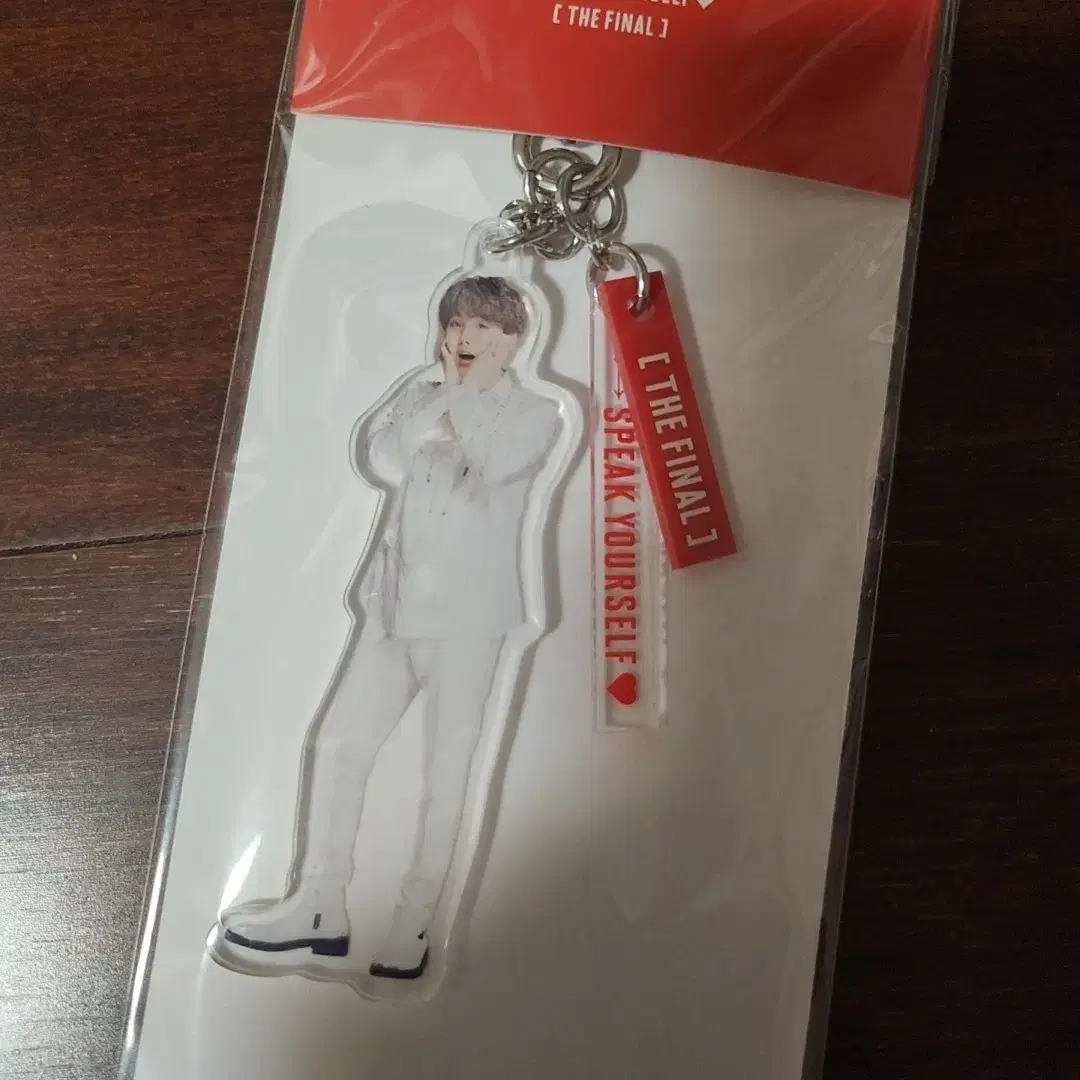 [ THE FINAL ]
[ THE FINAL ]
SPEAK YOURSELF♥